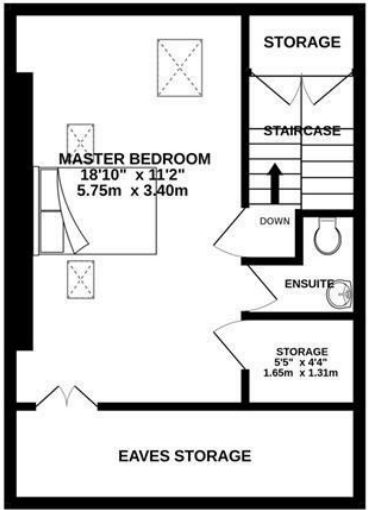 STORAGE
STAIRCASE
MASTER BEDROOM
18'10" x 11'2"
5.75m x 3.40m
DOWN
ENSUITE
STORAGE
5'5" x 4'4"
1.65m x 1.31m
EAVES STORAGE